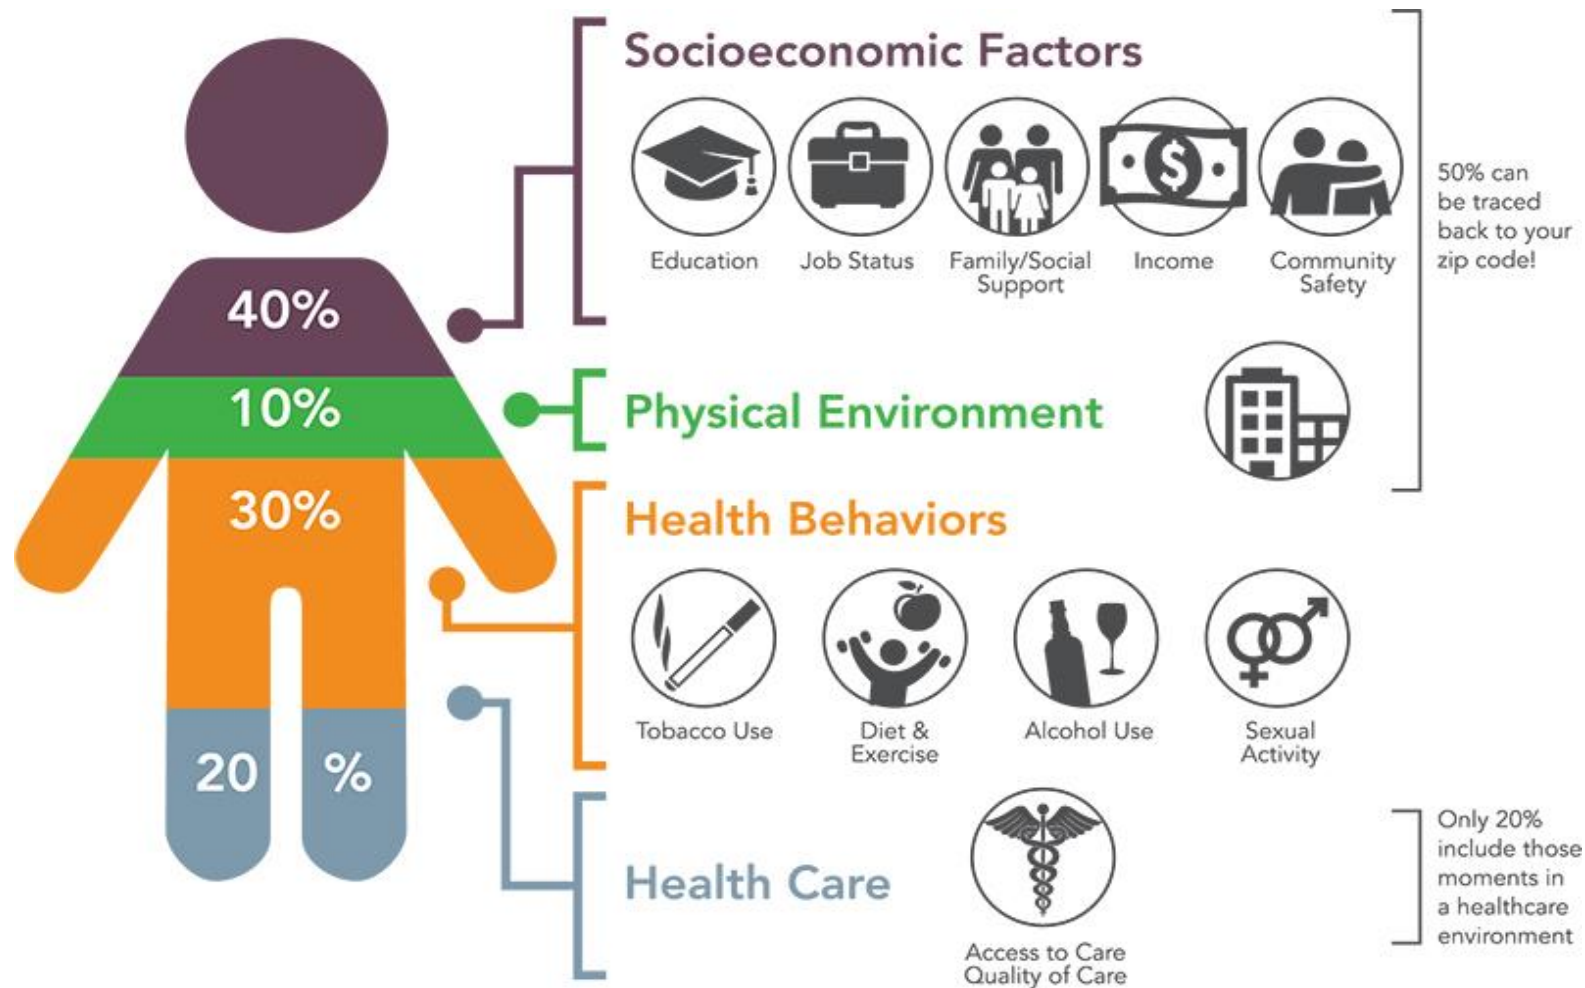 Socioeconomic Factors
Education
Job Status
Family/Social
Support
Income
Community
Safety
50% can
be traced
back to your
zip code!
40%
10%
Physical Environment
30%
Health Behaviors
Tobacco Use
Diet &
Exercise
Alcohol Use
Sexual
Activity
20 %
Health Care
Access to Care
Quality of Care
Only 20%
include those
moments in
a healthcare
environment